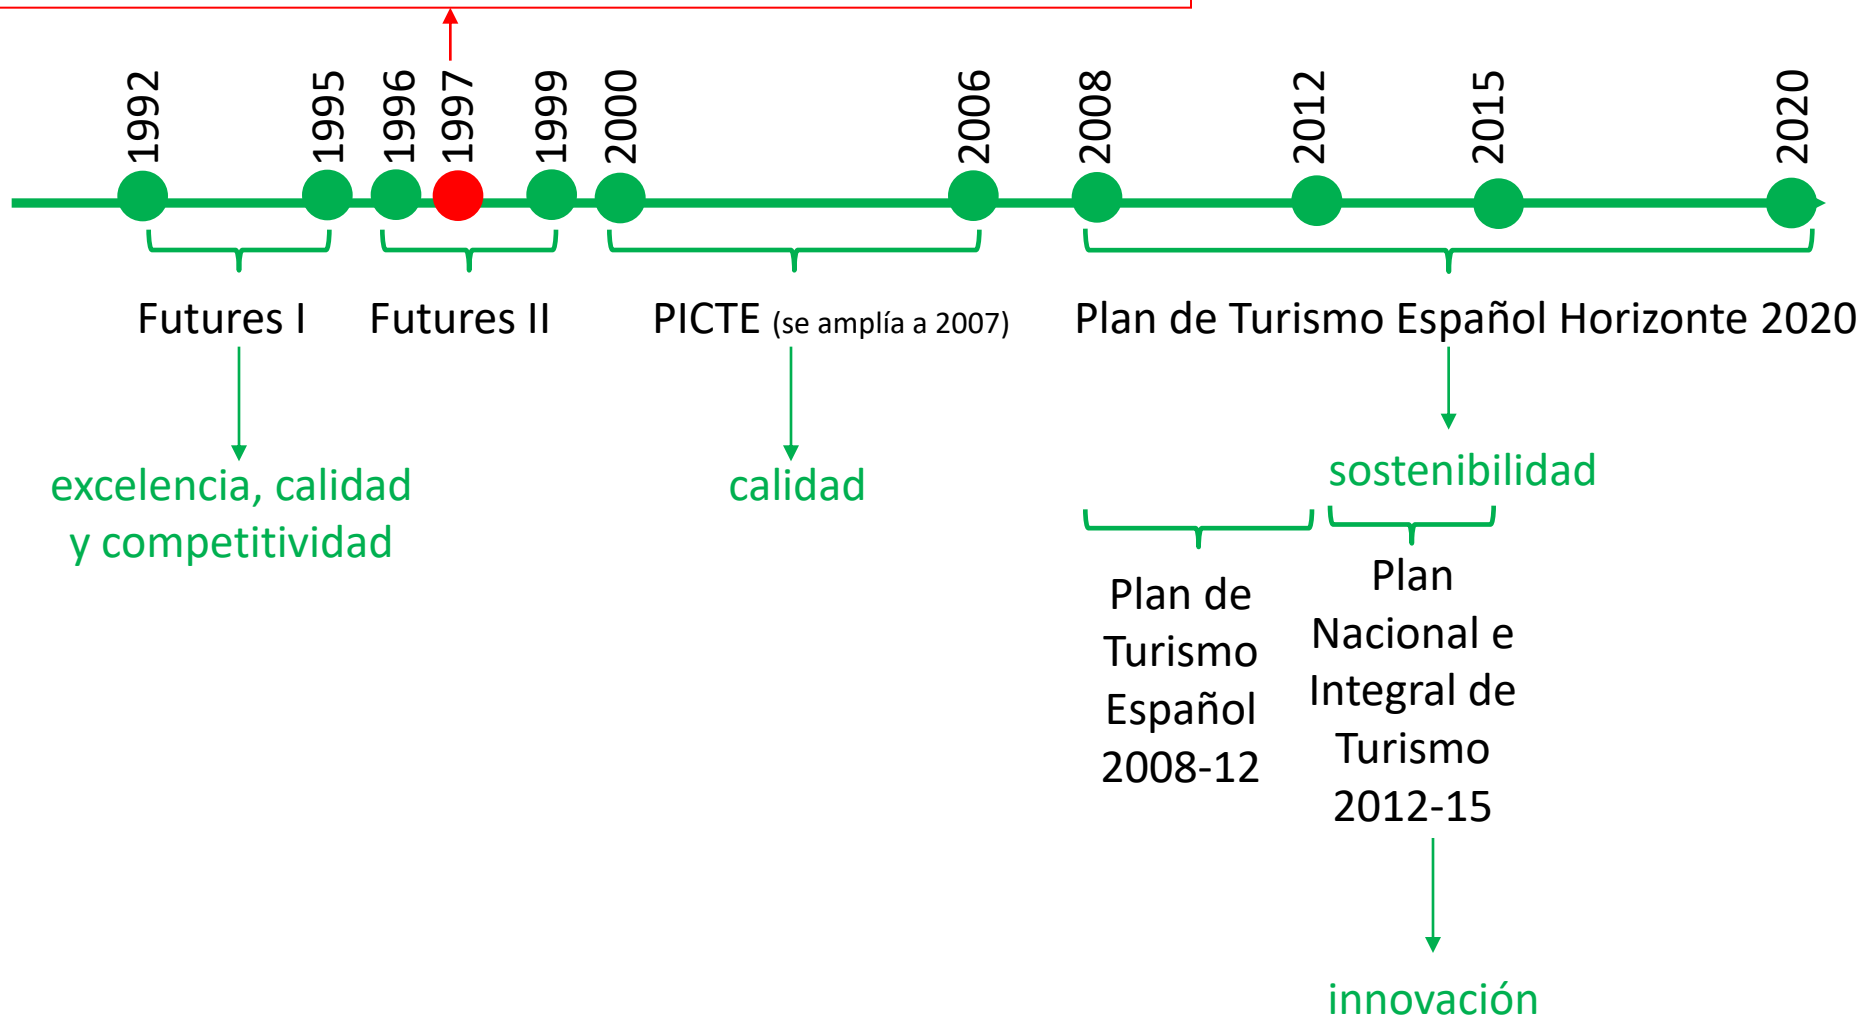 1992
1995
1996
1997
1999
2000
2006
2008
2012
2015
2020
Futures I
Futures II
PICTE (se amplía a 2007)
Plan de Turismo Español Horizonte 2020
excelencia, calidad
y competitividad
calidad
sostenibilidad
Plan de
Turismo
Español
2008-12
Plan
Nacional e
Integral de
Turismo
2012-15
innovación